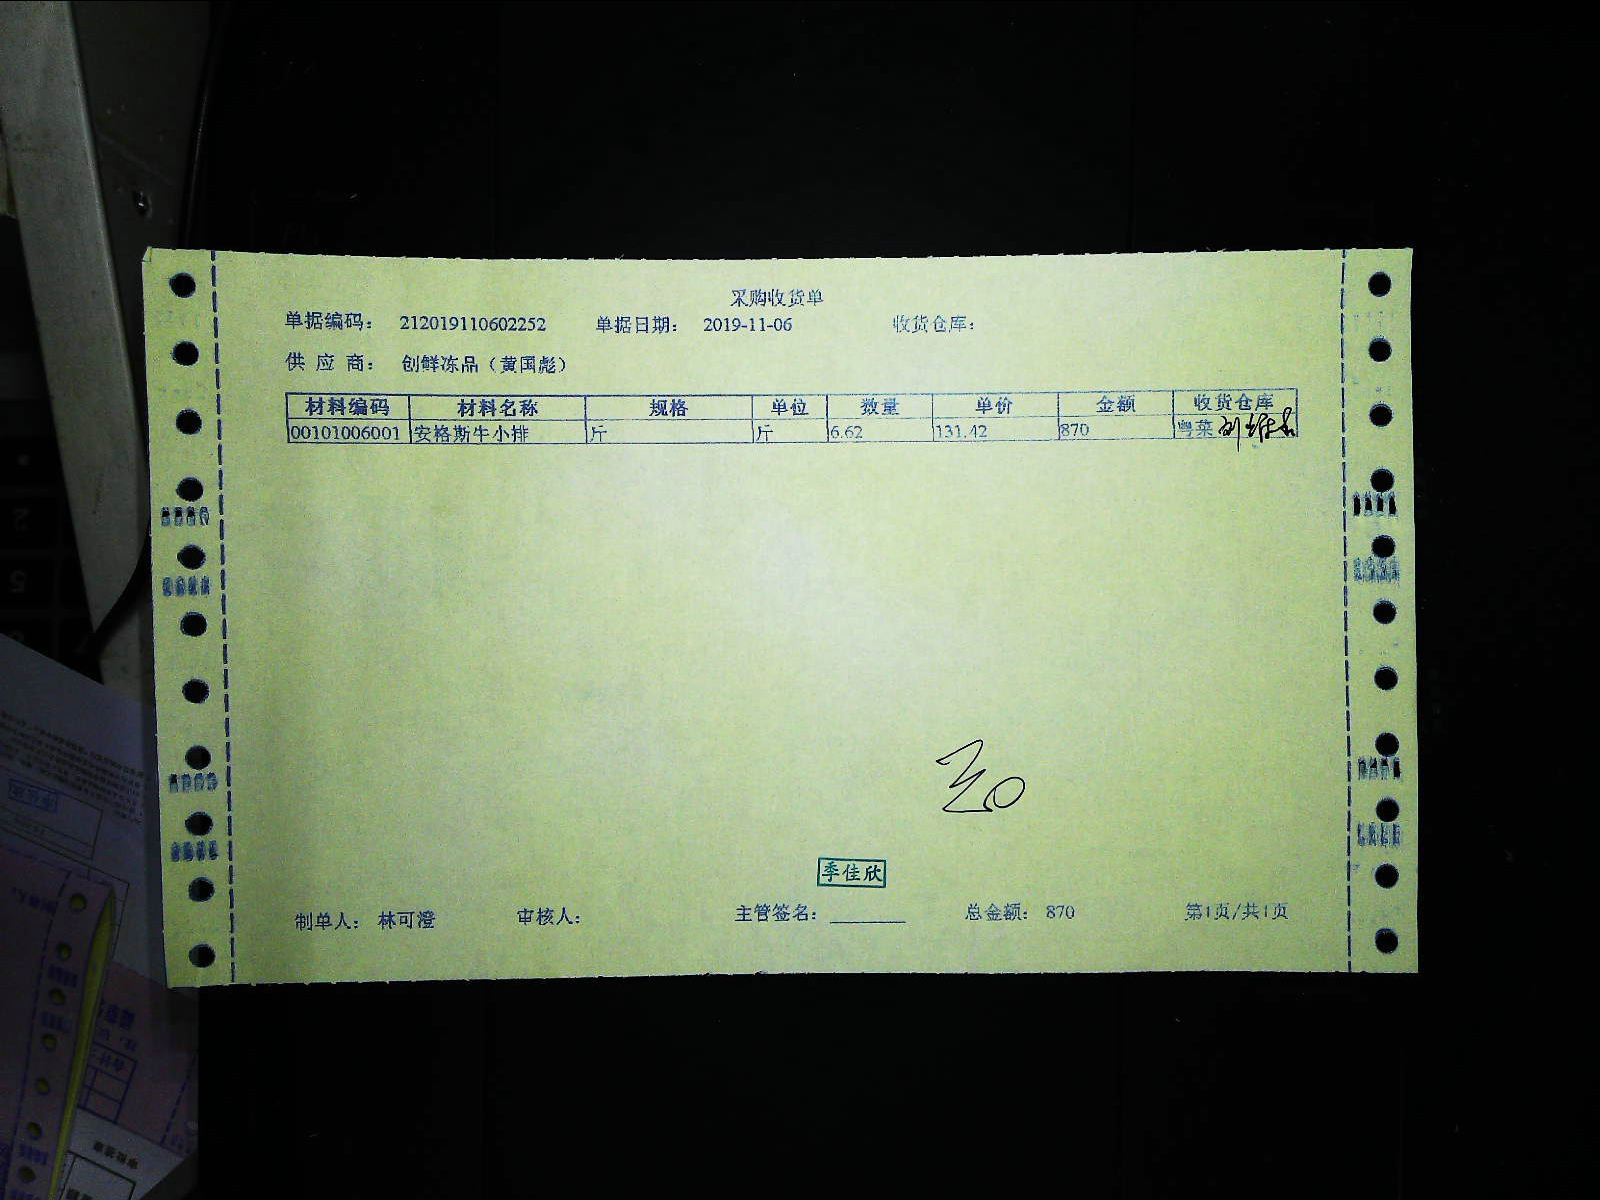 采购收货单
单据编码： 212019110602252 单据日期： 2019-11-06 收货仓库：
供 应 商： 创鲜冻品（黄国彪）
材料编码 材料名称 规格 单位 数量 单价 金额 收货仓库
00101006001 安格斯牛小排 斤 斤 6.62 131.42 870 粤菜
季佳欣
制单人： 林可澄 审核人： 主管签名： 总金额： 870 第1页/共1页